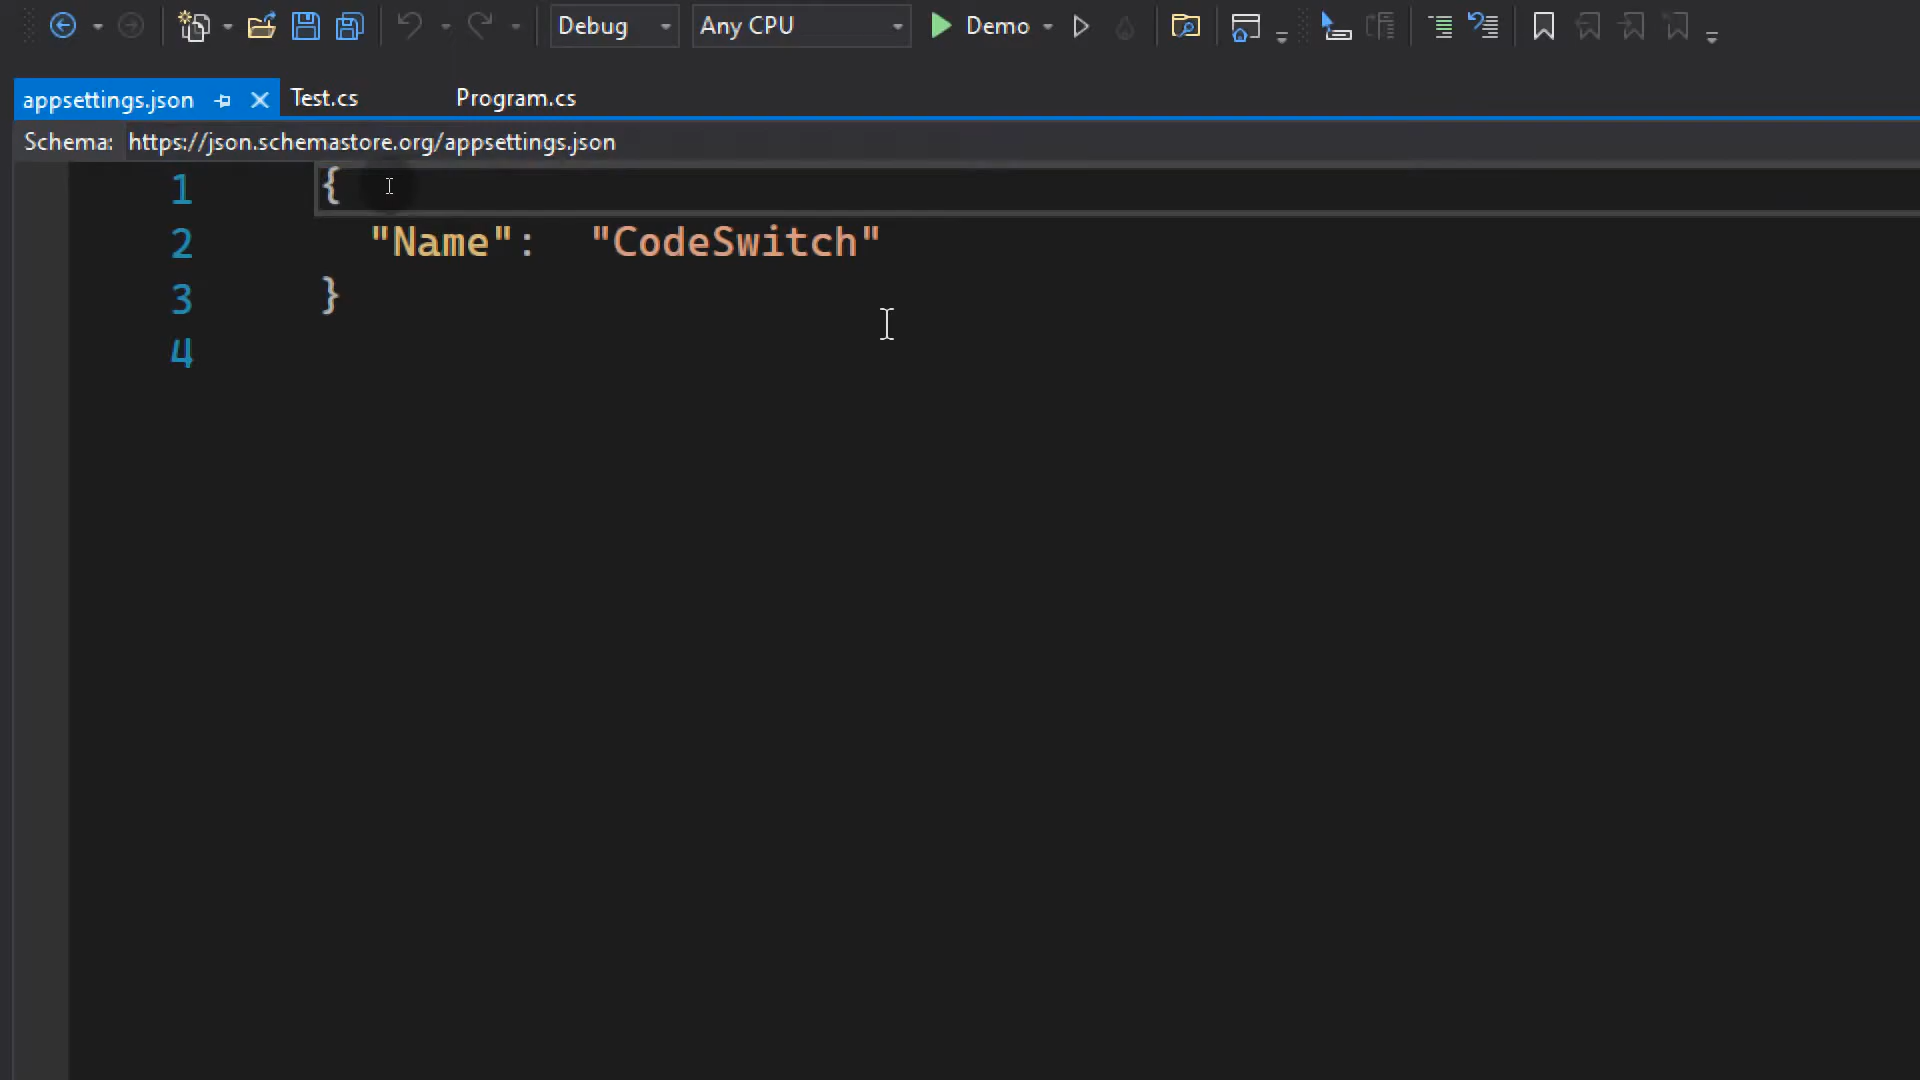 Debug Any CPU Demo
appsettings.json Test.cs Program.cs
Schema: https://json.schemastore.org/appsettings.json
1 {
2 "Name": "CodeSwitch"
3 }
4